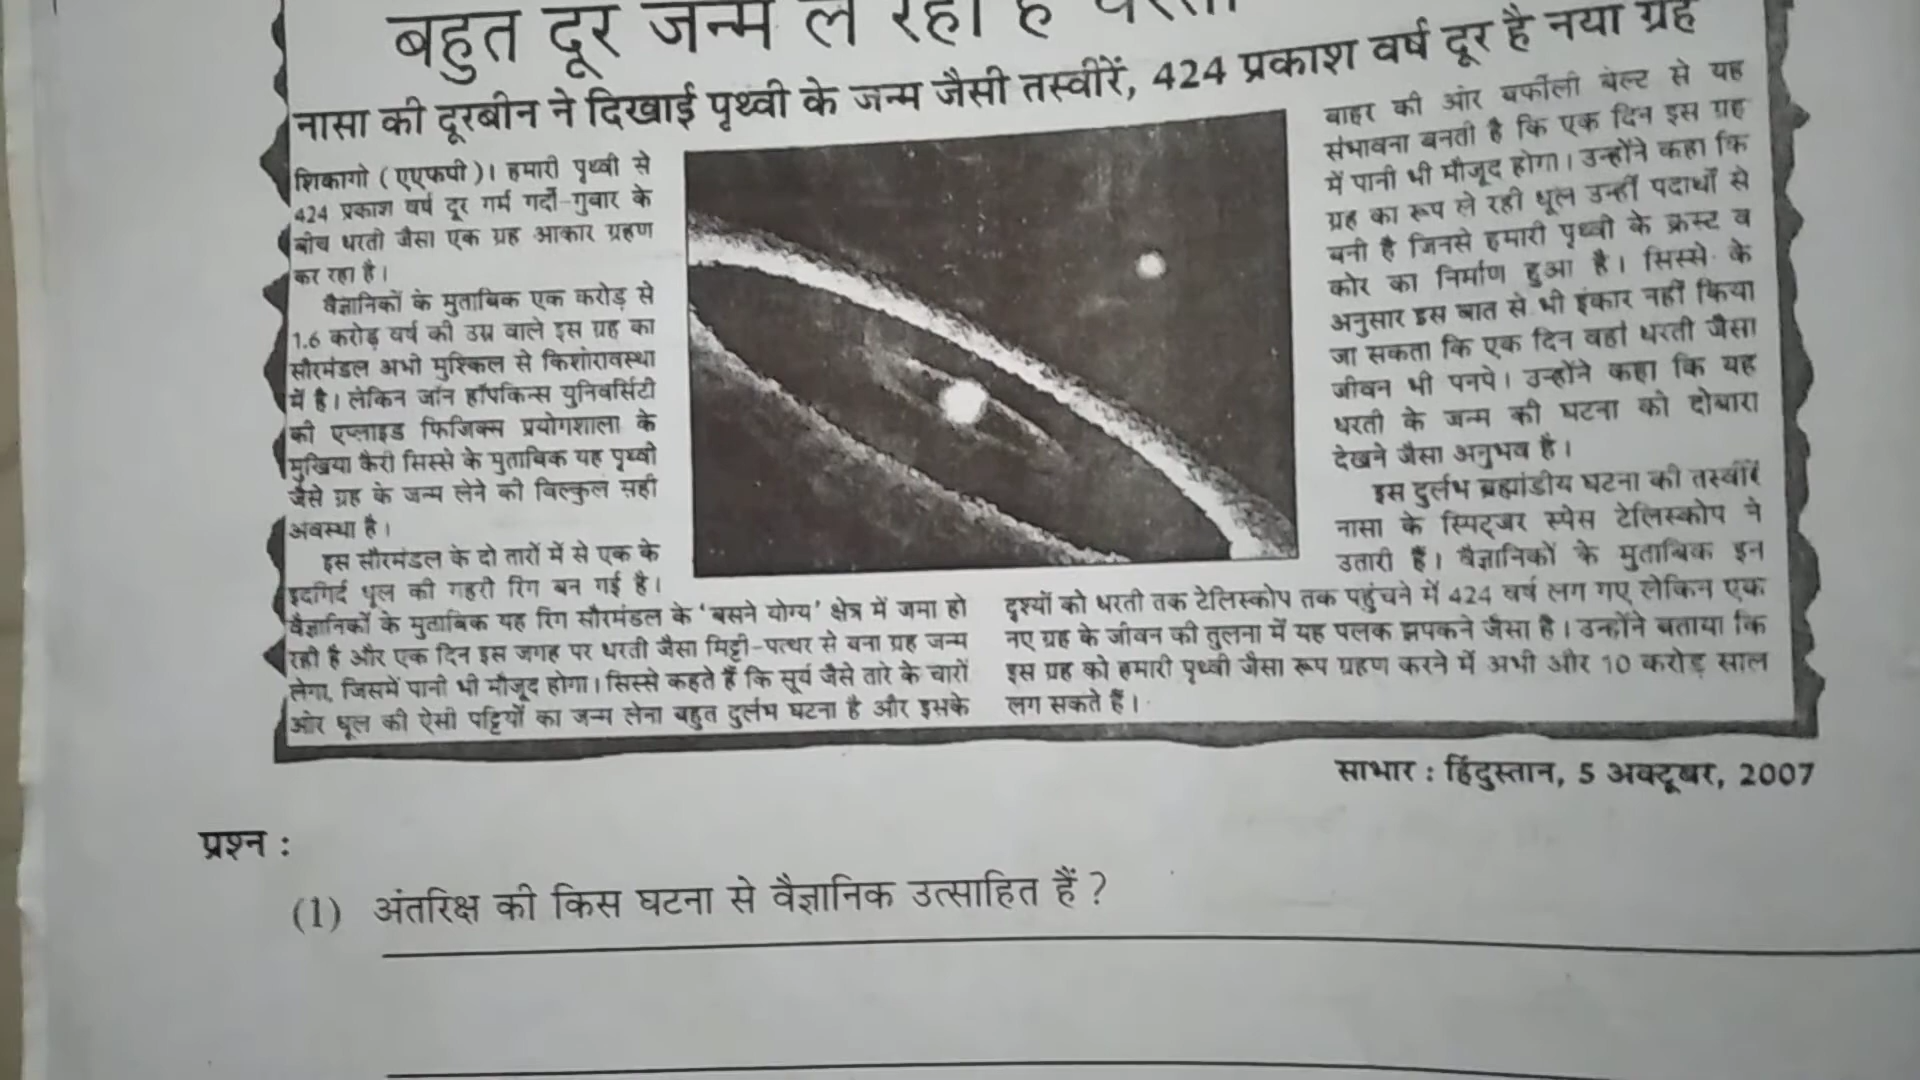 बहुत दूर जन्म ले रही है धरती
नासा की दूरबीन ने दिखाई पृथ्वी के जन्म जैसी तस्वीरें, 424 प्रकाश वर्ष दूर है नया ग्रह
शिकागो (एएफपी)। हमारी पृथ्वी से
424 प्रकाश वर्ष दूर गर्म गर्दो-गुबार के
बीच धरती जैसा एक ग्रह आकार ग्रहण
कर रहा है।
वैज्ञानिकों के मुताबिक एक करोड़ से
1.6 करोड़ वर्ष की उम्र वाले इस ग्रह का
सौरमंडल अभी मुश्किल से किशोरावस्था
में है। लेकिन जॉन हॉपकिन्स युनिवर्सिटी
की एप्लाइड फिजिक्स प्रयोगशाला के
मुखिया कैरी सिस्से के मुताबिक यह पृथ्वी
जैसे ग्रह के जन्म लेने की बिल्कुल सही
अवस्था है।
इस सौरमंडल के दो तारों में से एक के
इदगिर्द धूल की गहरी रिंग बन गई है।
वैज्ञानिकों के मुताबिक यह रिंग सौरमंडल के 'बसने योग्य' क्षेत्र में जमा हो
रही है और एक दिन इस जगह पर धरती जैसा मिट्टी-पत्थर से बना ग्रह जन्म
लेगा, जिसमें पानी भी मौजूद होगा। सिस्से कहते हैं कि सूर्य जैसे तारे के चारों
ओर धूल की ऐसी पट्टियों का जन्म लेना बहुत दुर्लभ घटना है और इसके
बाहर की ओर बर्फीली बेल्ट से यह
संभावना बनती है कि एक दिन इस ग्रह
में पानी भी मौजूद होगा। उन्होंने कहा कि
ग्रह का रूप ले रही धूल उन्हीं पदार्थों से
बनी है जिनसे हमारी पृथ्वी के क्रस्ट व
कोर का निर्माण हुआ है। सिस्से के
अनुसार इस बात से भी इंकार नहीं किया
जा सकता कि एक दिन वहां धरती जैसा
जीवन भी पनपे। उन्होंने कहा कि यह
धरती के जन्म की घटना को दोबारा
देखने जैसा अनुभव है।
इस दुर्लभ ब्रह्मांडीय घटना की तस्वीरें
नासा के स्पिट्जर स्पेस टेलिस्कोप ने
उतारी हैं। वैज्ञानिकों के मुताबिक इन
दृश्यों को धरती तक टेलिस्कोप तक पहुंचने में 424 वर्ष लग गए लेकिन एक
नए ग्रह के जीवन की तुलना में यह पलक झपकने जैसा है। उन्होंने बताया कि
इस ग्रह को हमारी पृथ्वी जैसा रूप ग्रहण करने में अभी और 10 करोड़ साल
लग सकते हैं।
साभार : हिंदुस्तान, 5 अक्टूबर, 2007
प्रश्न :
(1) अंतरिक्ष की किस घटना से वैज्ञानिक उत्साहित हैं ?